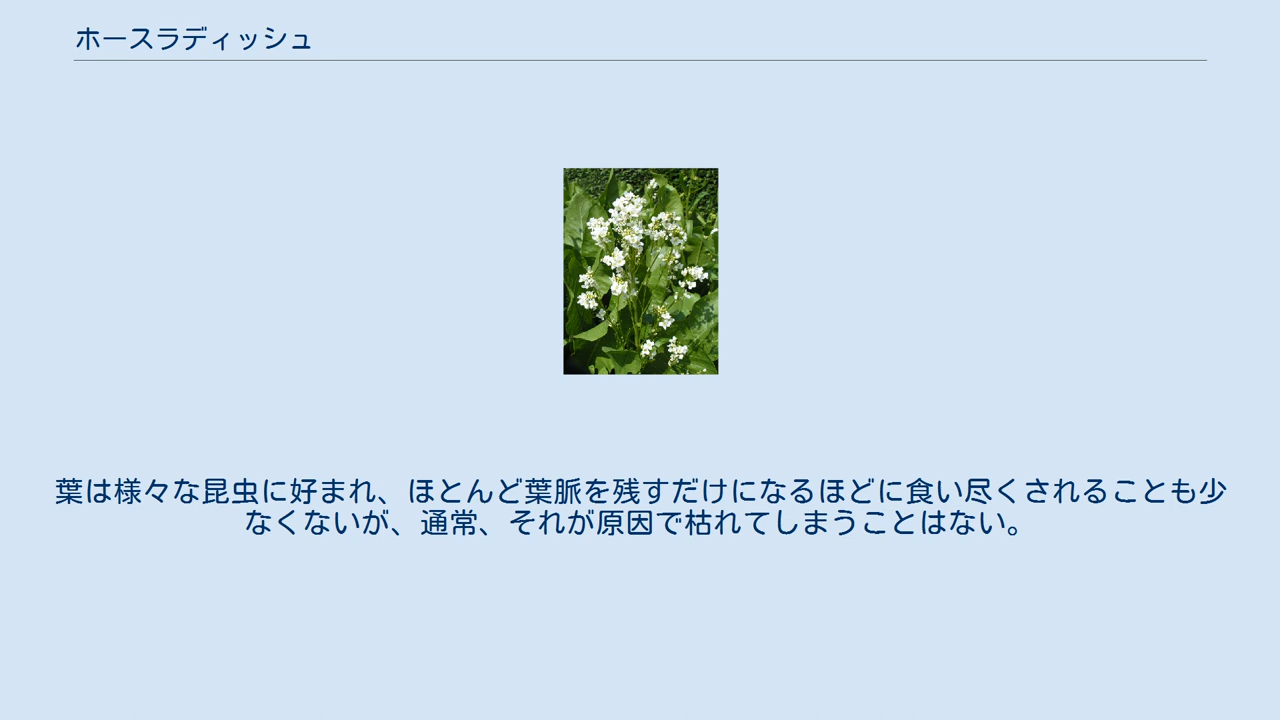 ホースラディッシュ
葉は様々な昆虫に好まれ、ほとんど葉脈を残すだけになるほどに食い尽くされることも少
なくないが、通常、それが原因で枯れてしまうことはない。